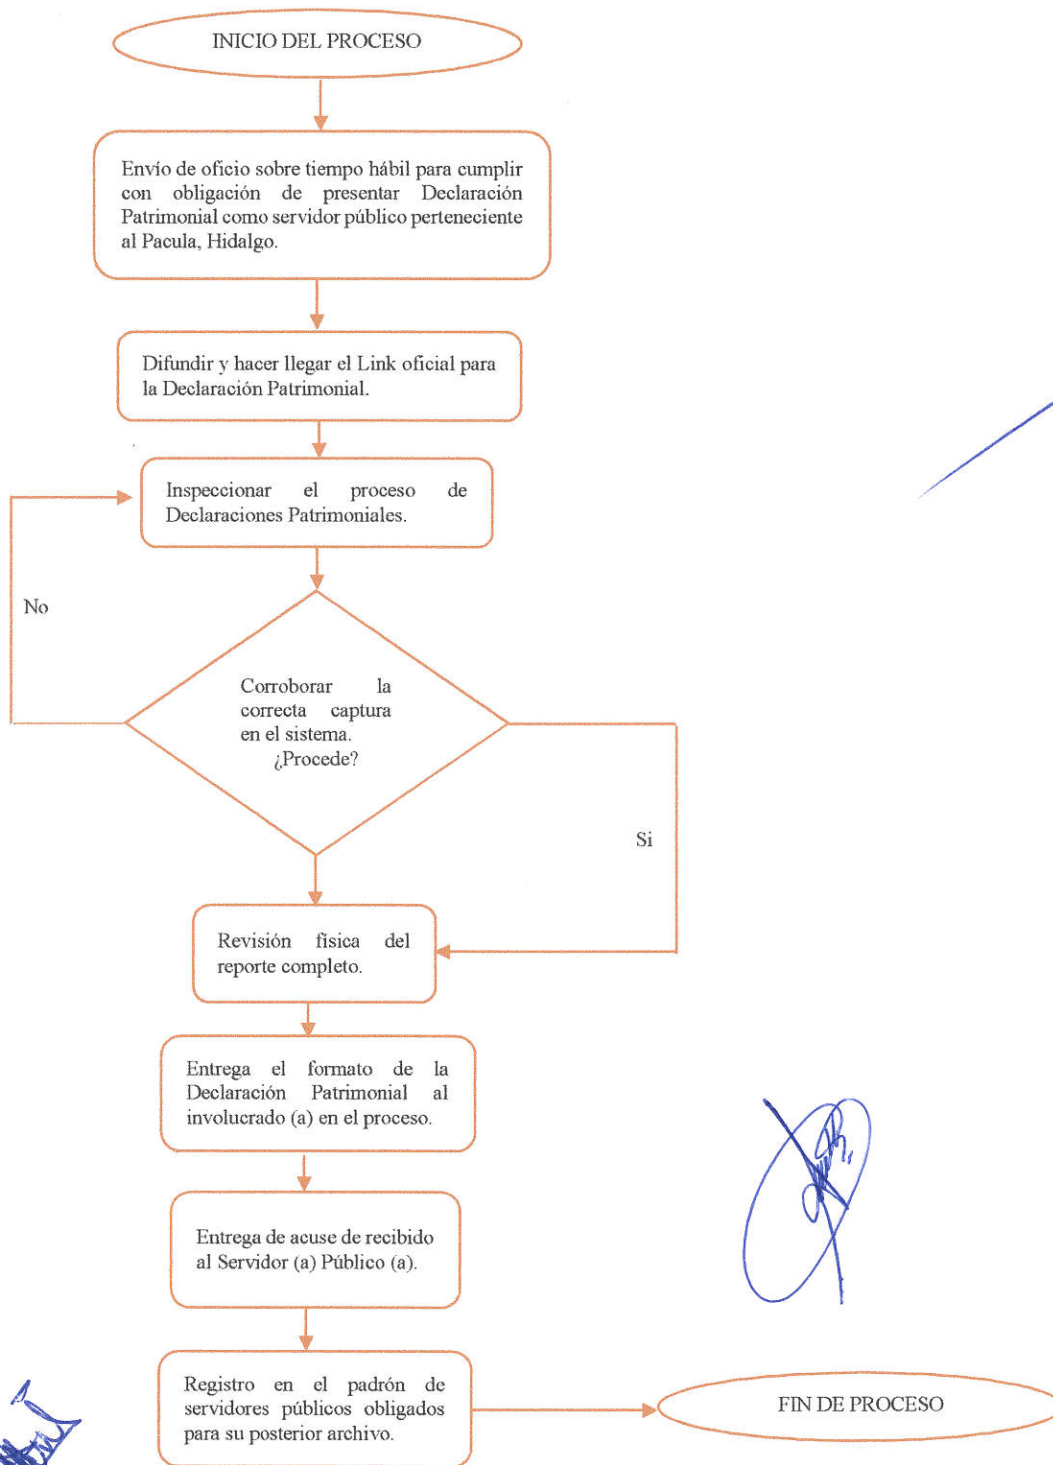 INICIO DEL PROCESO
Envío de oficio sobre tiempo hábil para cumplir
con obligación de presentar Declaración
Patrimonial como servidor público perteneciente
al Pacula, Hidalgo.
Difundir y hacer llegar el Link oficial para
la Declaración Patrimonial.
Inspeccionar el proceso de
Declaraciones Patrimoniales.
No
Corroborar la
correcta captura
en el sistema.
¿Procede?
Si
Revisión física del
reporte completo.
Entrega el formato de la
Declaración Patrimonial al
involucrado (a) en el proceso.
Entrega de acuse de recibido
al Servidor (a) Público (a).
Registro en el padrón de
servidores públicos obligados
para su posterior archivo.
FIN DE PROCESO